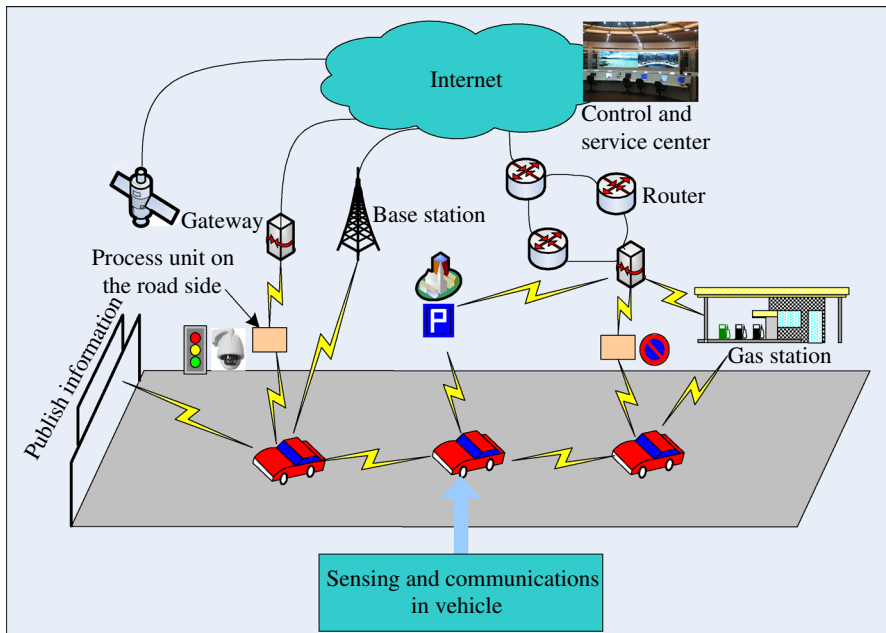 Internet
Control and
service center
Gateway
Base station
Router
Process unit on
the road side
P
Gas station
Publish information
Sensing and communications
in vehicle